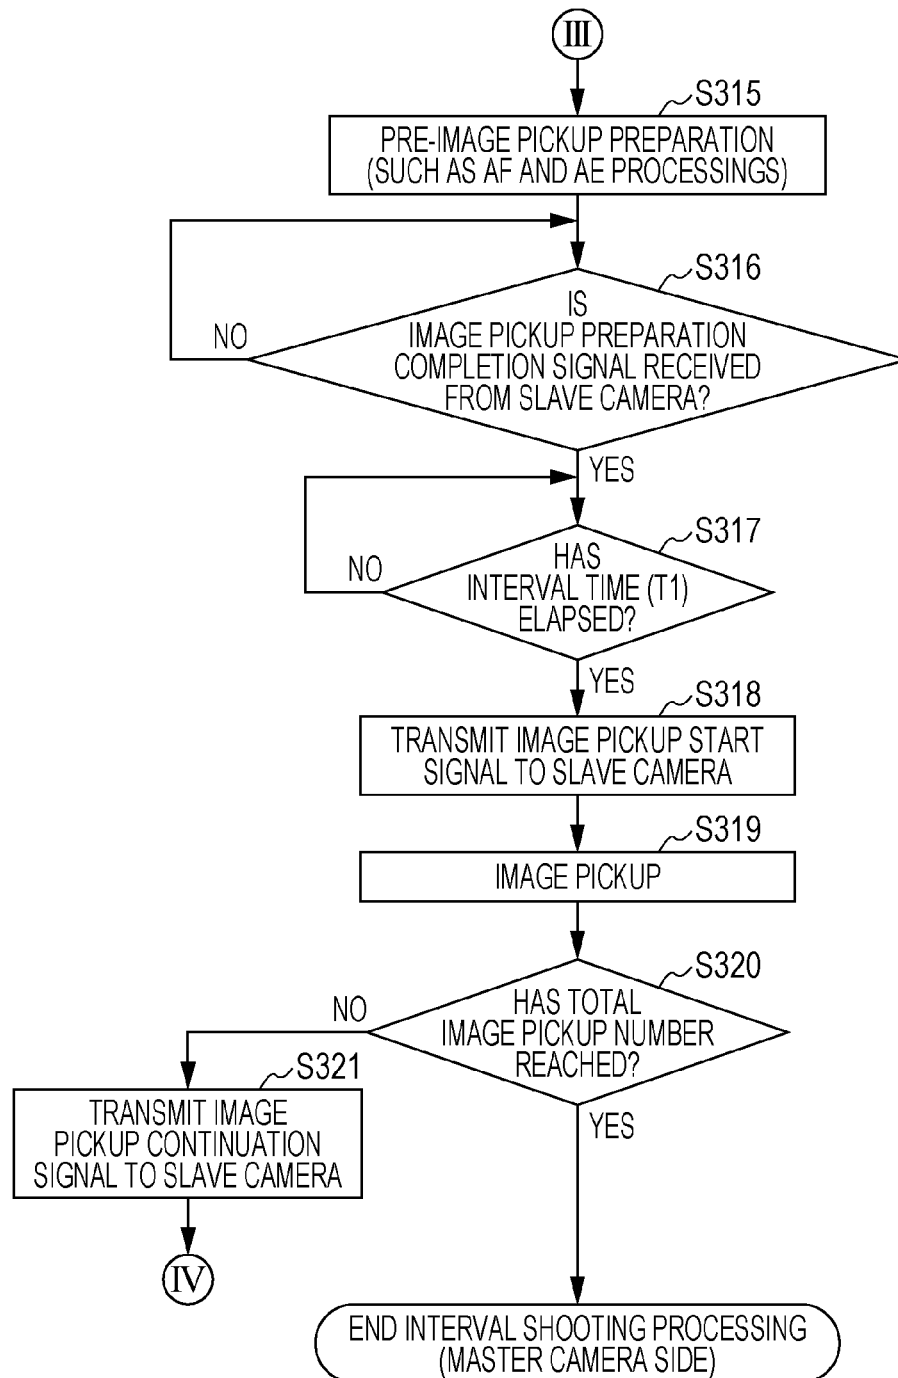 III
S315
PRE-IMAGE PICKUP PREPARATION
(SUCH AS AF AND AE PROCESSINGS)
S316
IS
IMAGE PICKUP PREPARATION
COMPLETION SIGNAL RECEIVED
FROM SLAVE CAMERA?
NO
YES
S317
HAS
INTERVAL TIME (T1)
ELAPSED?
NO
YES
S318
TRANSMIT IMAGE PICKUP START
SIGNAL TO SLAVE CAMERA
S319
IMAGE PICKUP
S320
HAS TOTAL
IMAGE PICKUP NUMBER
REACHED?
NO
S321
TRANSMIT IMAGE
PICKUP CONTINUATION
SIGNAL TO SLAVE CAMERA
YES
IV
END INTERVAL SHOOTING PROCESSING
(MASTER CAMERA SIDE)